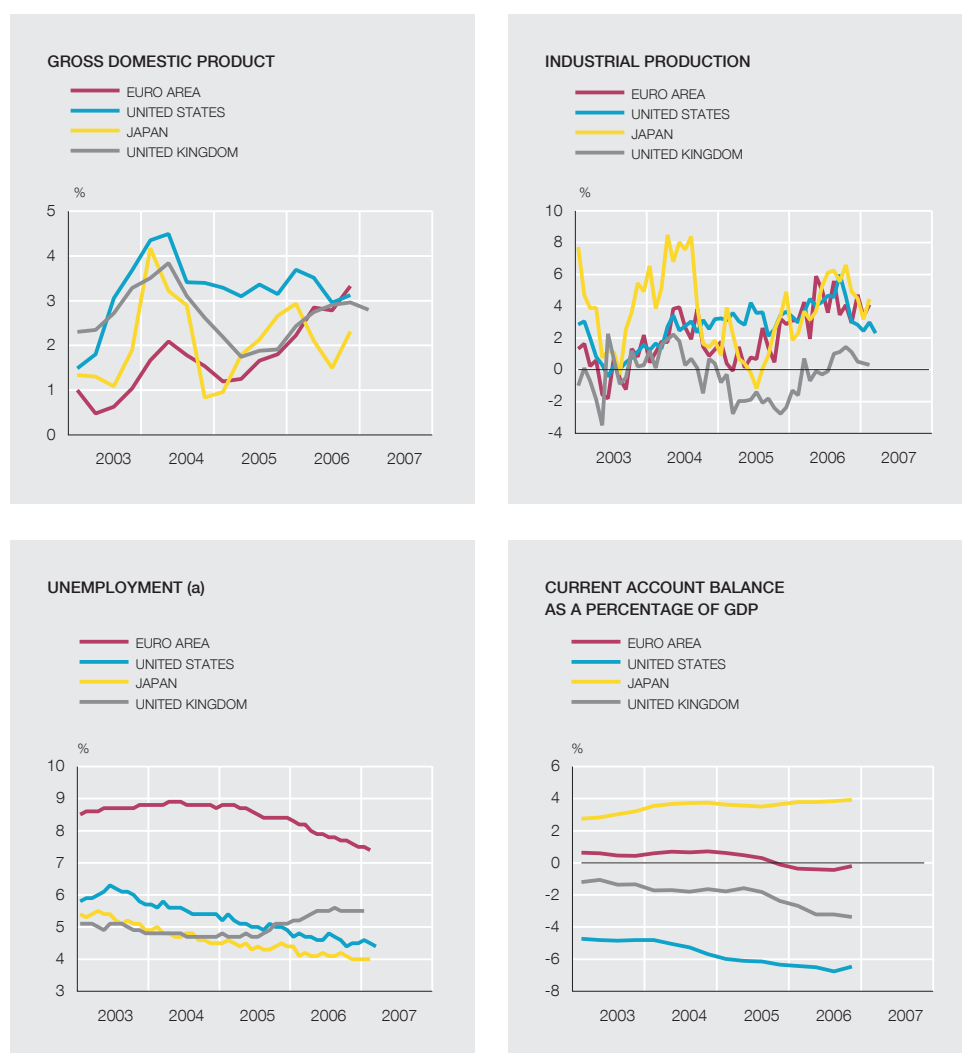 GROSS DOMESTIC PRODUCT
EURO AREA
UNITED STATES
JAPAN
UNITED KINGDOM
%
5
4
3
2
1
0
2003 2004 2005 2006 2007
INDUSTRIAL PRODUCTION
EURO AREA
UNITED STATES
JAPAN
UNITED KINGDOM
%
10
8
6
4
2
0
-2
-4
2003 2004 2005 2006 2007
UNEMPLOYMENT (a)
EURO AREA
UNITED STATES
JAPAN
UNITED KINGDOM
%
10
9
8
7
6
5
4
3
2003 2004 2005 2006 2007
CURRENT ACCOUNT BALANCE
AS A PERCENTAGE OF GDP
EURO AREA
UNITED STATES
JAPAN
UNITED KINGDOM
%
6
4
2
0
-2
-4
-6
-8
2003 2004 2005 2006 2007